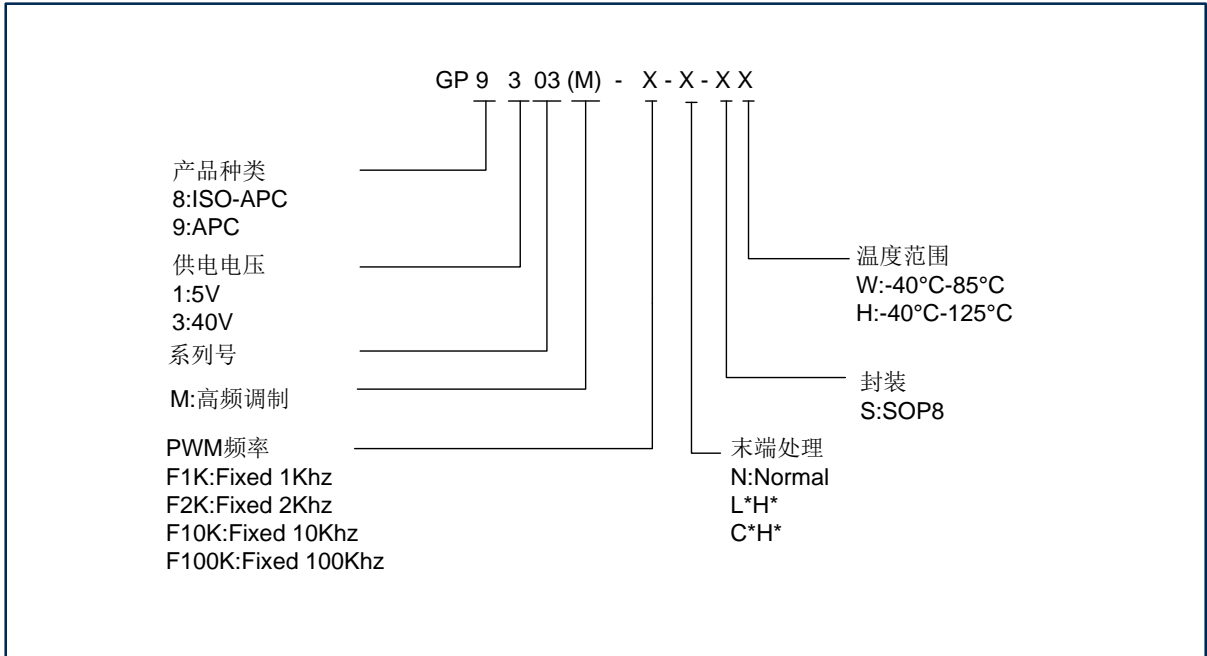 GP 9 3 03 (M) - X - X - X X
产品种类
8:ISO-APC
9:APC
供电电压
1:5V
3:40V
系列号
M:高频调制
PWM频率
F1K:Fixed 1Khz
F2K:Fixed 2Khz
F10K:Fixed 10Khz
F100K:Fixed 100Khz
温度范围
W:-40°C-85°C
H:-40°C-125°C
封装
S:SOP8
末端处理
N:Normal
L*H*
C*H*